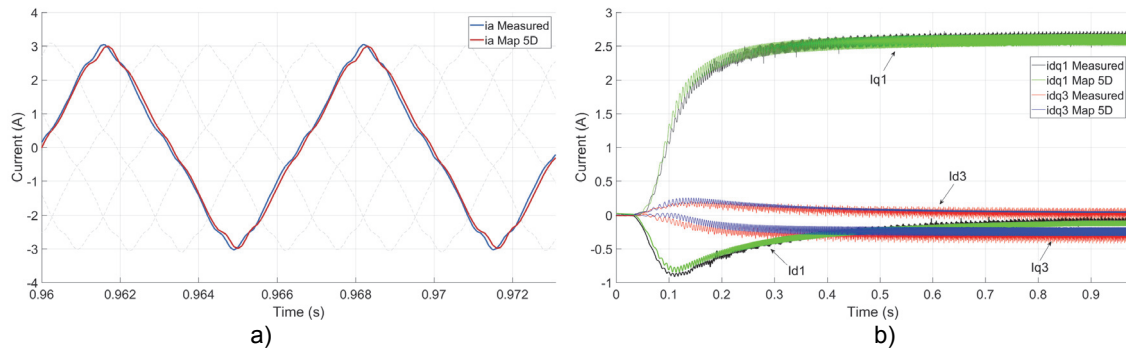 ia Measured
ia Map 5D
Current (A)
4
3
2
1
0
-1
-2
-3
-4
0.96
0.962
0.964
0.966
0.968
0.97
0.972
Time (s)
a)
Iq1
idq1 Measured
idq1 Map 5D
idq3 Measured
idq3 Map 5D
Id3
Id1
Iq3
Current (A)
3
2.5
2
1.5
1
0.5
0
-0.5
-1
0
0.1
0.2
0.3
0.4
0.5
0.6
0.7
0.8
0.9
Time (s)
b)